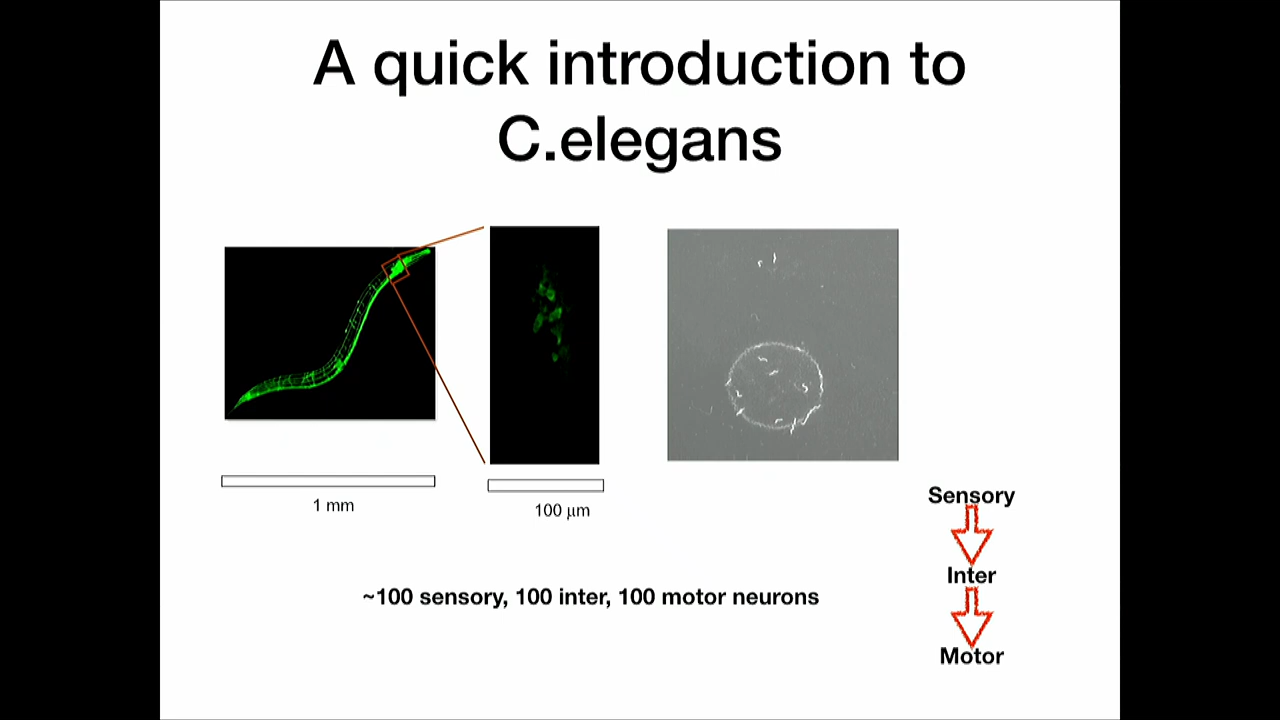 A quick introduction to
C.elegans
1 mm
100 μm
~100 sensory, 100 inter, 100 motor neurons
Sensory
Inter
Motor